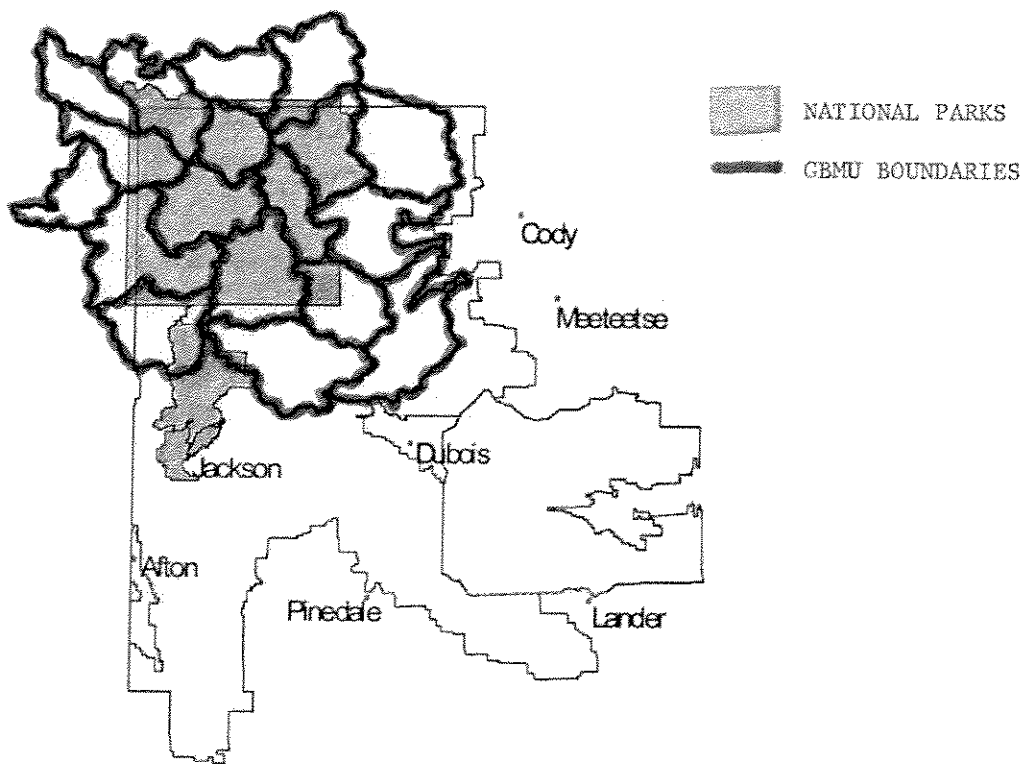 NATIONAL PARKS
GBMU BOUNDARIES
Cody
Meeteetse
Dubois
Jackson
Afton
Pinedale
Lander